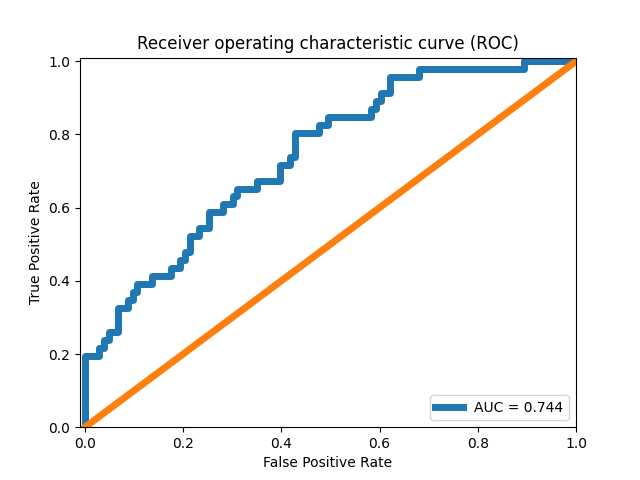 Receiver operating characteristic curve (ROC)
1.0
0.8
0.6
0.4
0.2
0.0
True Positive Rate
AUC = 0.744
0.0 0.2 0.4 0.6 0.8 1.0
False Positive Rate